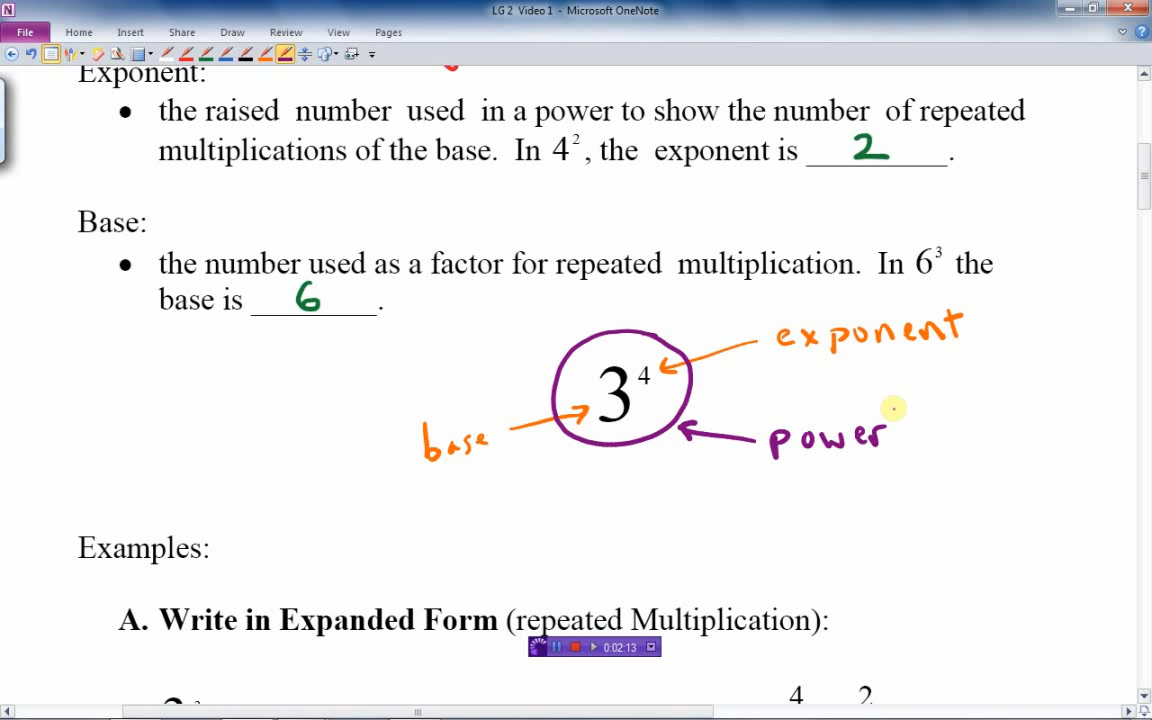 LG 2 Video 1 - Microsoft OneNote
File Home Insert Share Draw Review View Pages
Exponent:
• the raised number used in a power to show the number of repeated
multiplications of the base. In 4², the exponent is 2.
Base:
• the number used as a factor for repeated multiplication. In 6³ the
base is 6.
exponent
3⁴
base
power
Examples:
A. Write in Expanded Form (repeated Multiplication):
0:02:13
4 2